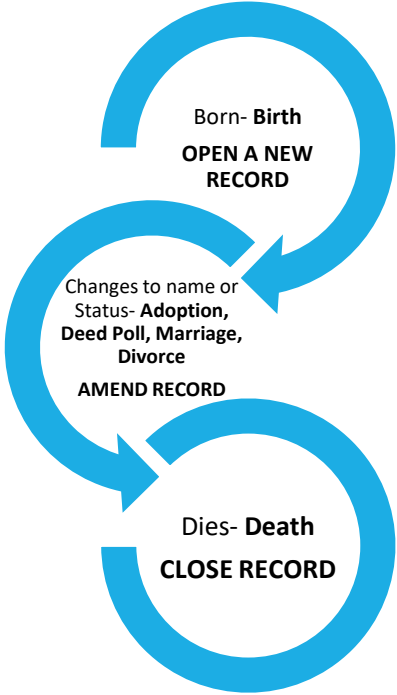 Born- Birth
OPEN A NEW
RECORD
Changes to name or
Status- Adoption,
Deed Poll, Marriage,
Divorce
AMEND RECORD
Dies- Death
CLOSE RECORD